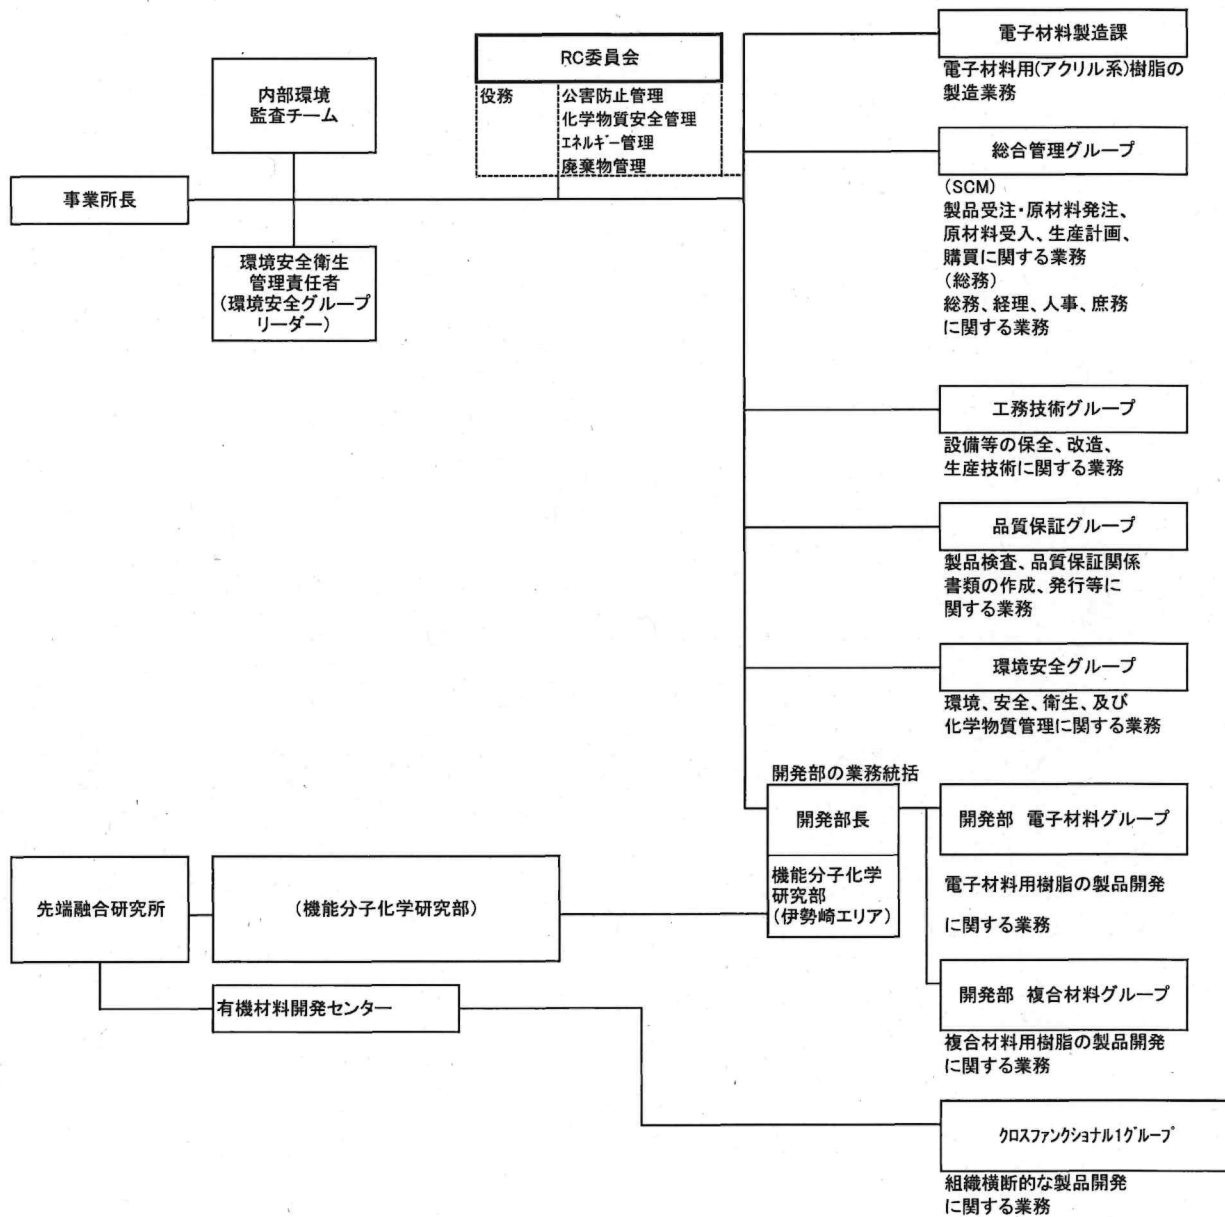 電子材料製造課
電子材料用(アクリル系)樹脂の
製造業務
RC委員会
役務
公害防止管理
化学物質安全管理
エネルギー管理
廃棄物管理
内部環境
監査チーム
事業所長
環境安全衛生
管理責任者
(環境安全グループ
リーダー)
総合管理グループ
(SCM)
製品受注・原材料発注、
原材料受入、生産計画、
購買に関する業務
(総務)
総務、経理、人事、庶務
に関する業務
工務技術グループ
設備等の保全、改造、
生産技術に関する業務
品質保証グループ
製品検査、品質保証関係
書類の作成、発行等に
関する業務
環境安全グループ
環境、安全、衛生、及び
化学物質管理に関する業務
開発部の業務統括
開発部長
機能分子化学
研究部
(伊勢崎エリア)
開発部 電子材料グループ
電子材料用樹脂の製品開発
に関する業務
先端融合研究所
(機能分子化学研究部)
有機材料開発センター
開発部 複合材料グループ
複合材料用樹脂の製品開発
に関する業務
クロスファンクショナル1グループ
組織横断的な製品開発
に関する業務